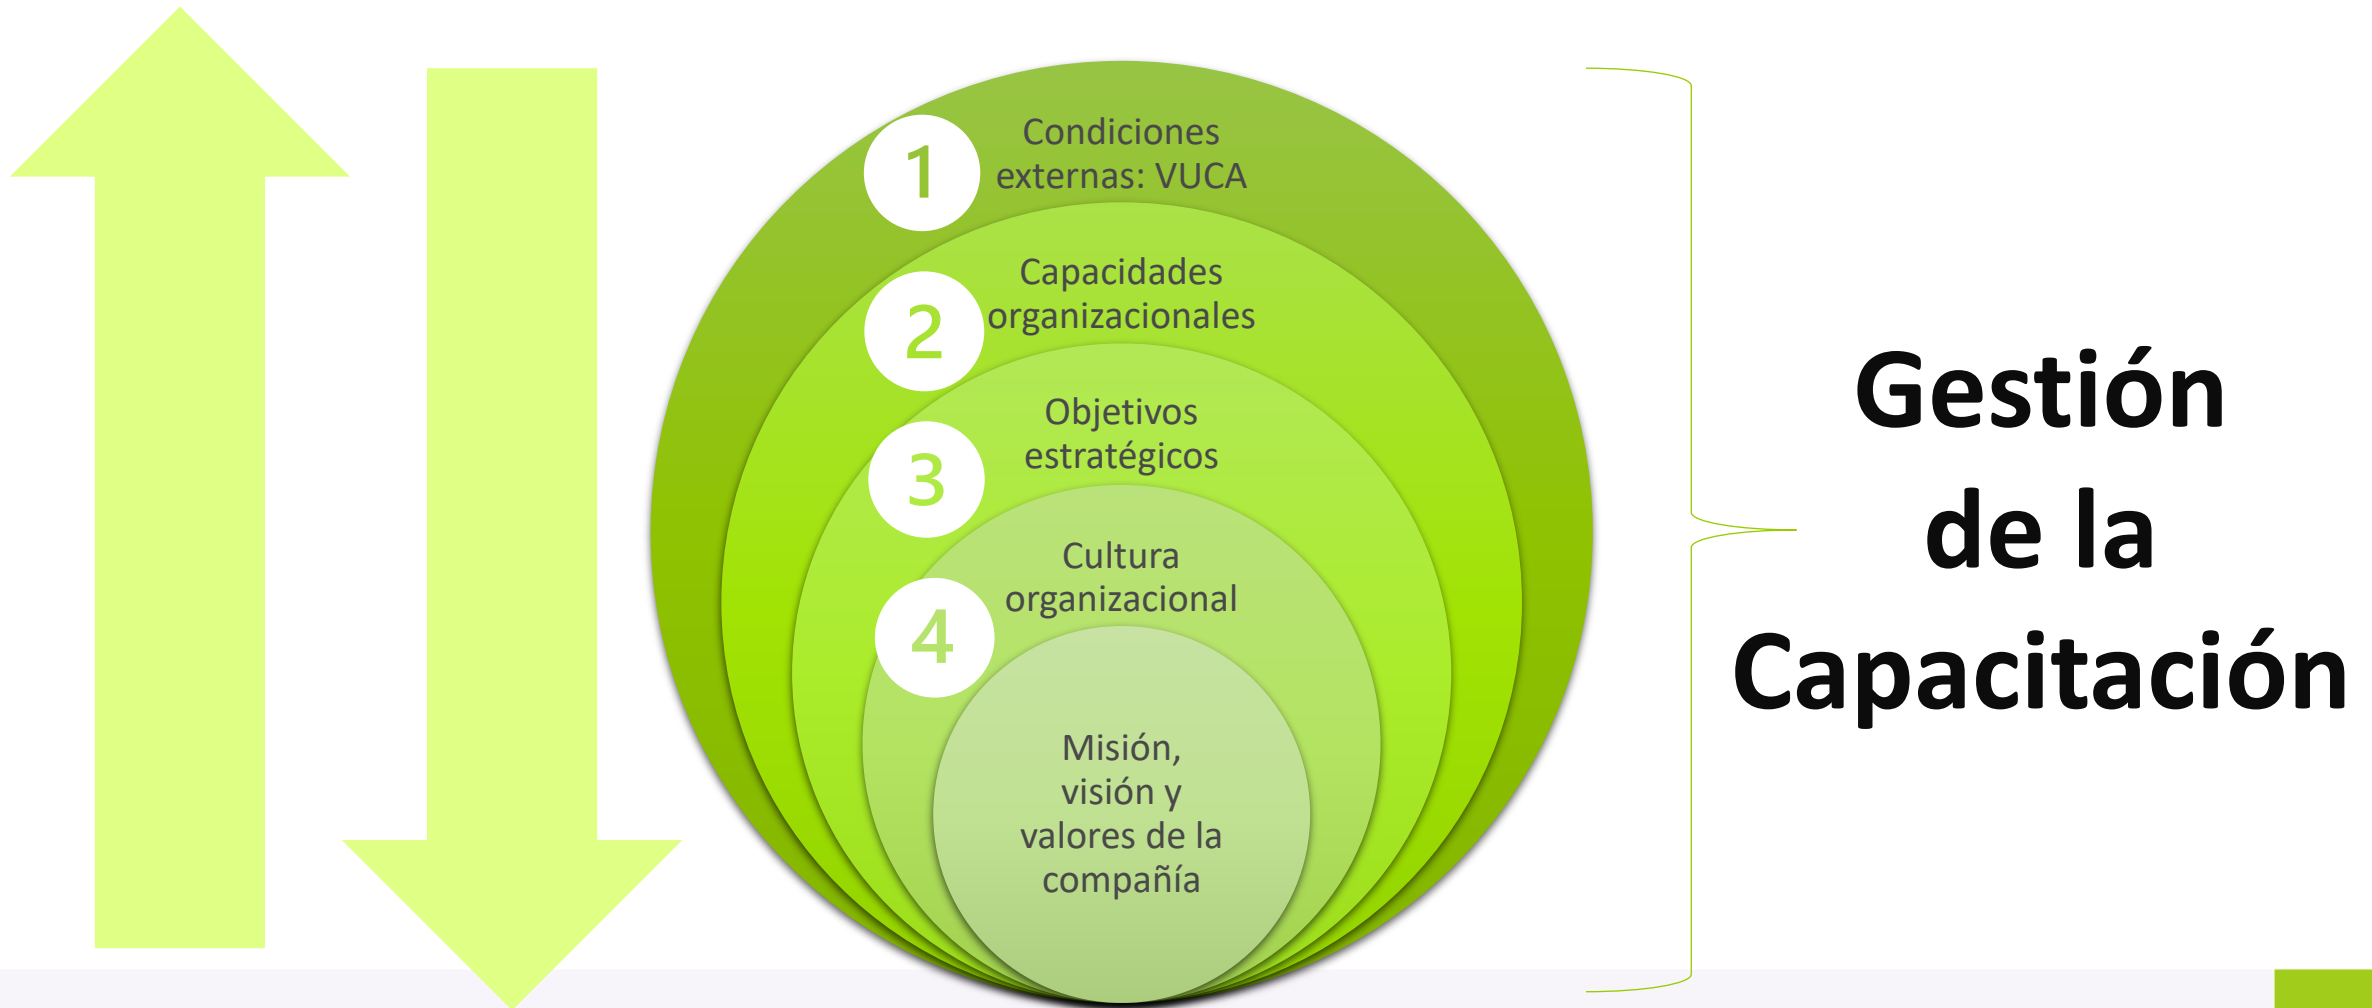 1
Condiciones
externas: VUCA
2
Capacidades
organizacionales
3
Objetivos
estratégicos
4
Cultura
organizacional
Misión,
visión y
valores de la
compañía
Gestión
de la
Capacitación